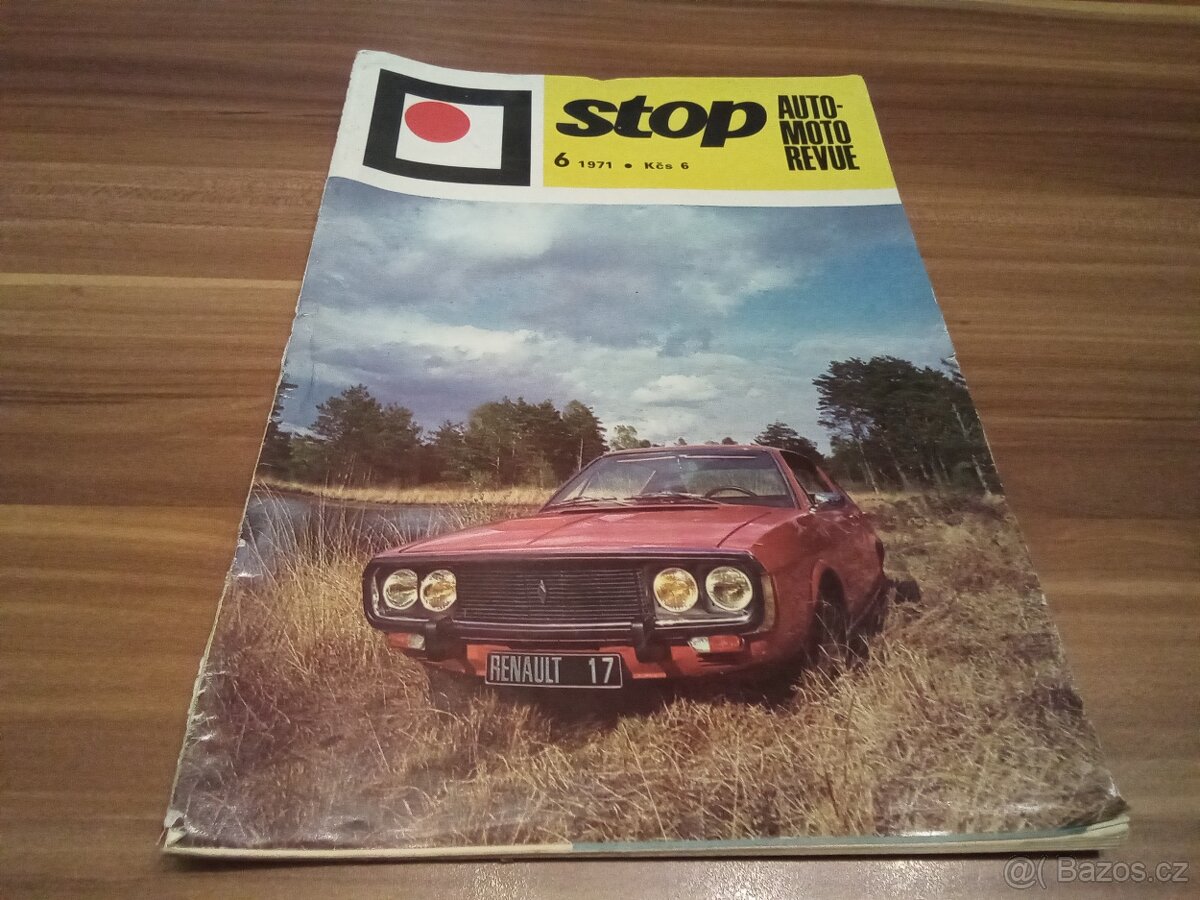 stop
AUTO-
MOTO
REVUE
6 1971 • Kčs 6
RENAULT 17
@( Bazos.cz